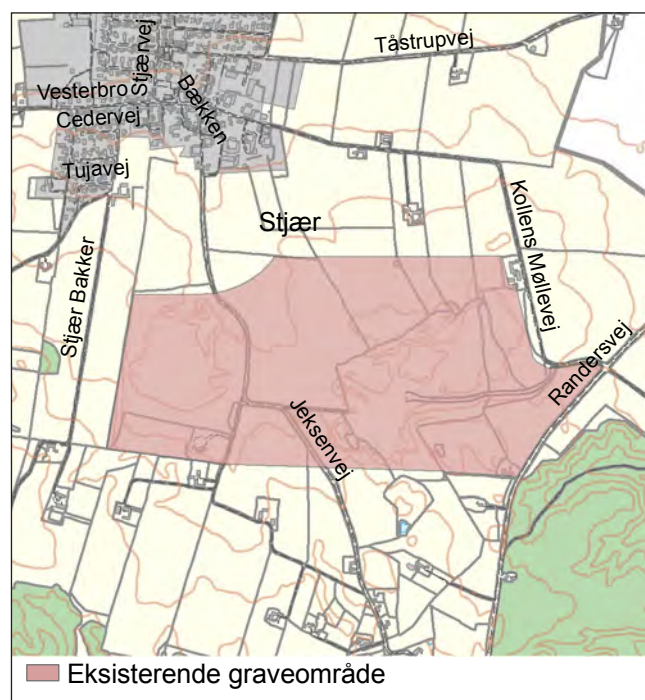 Tåstrupvej
Stjærvej
Vesterbro
Bækken
Cedervej
Tujavej
Kollens Møllevej
Stjær
Stjær Bakker
Randersvej
Jeksenvej
Eksisterende graveområde